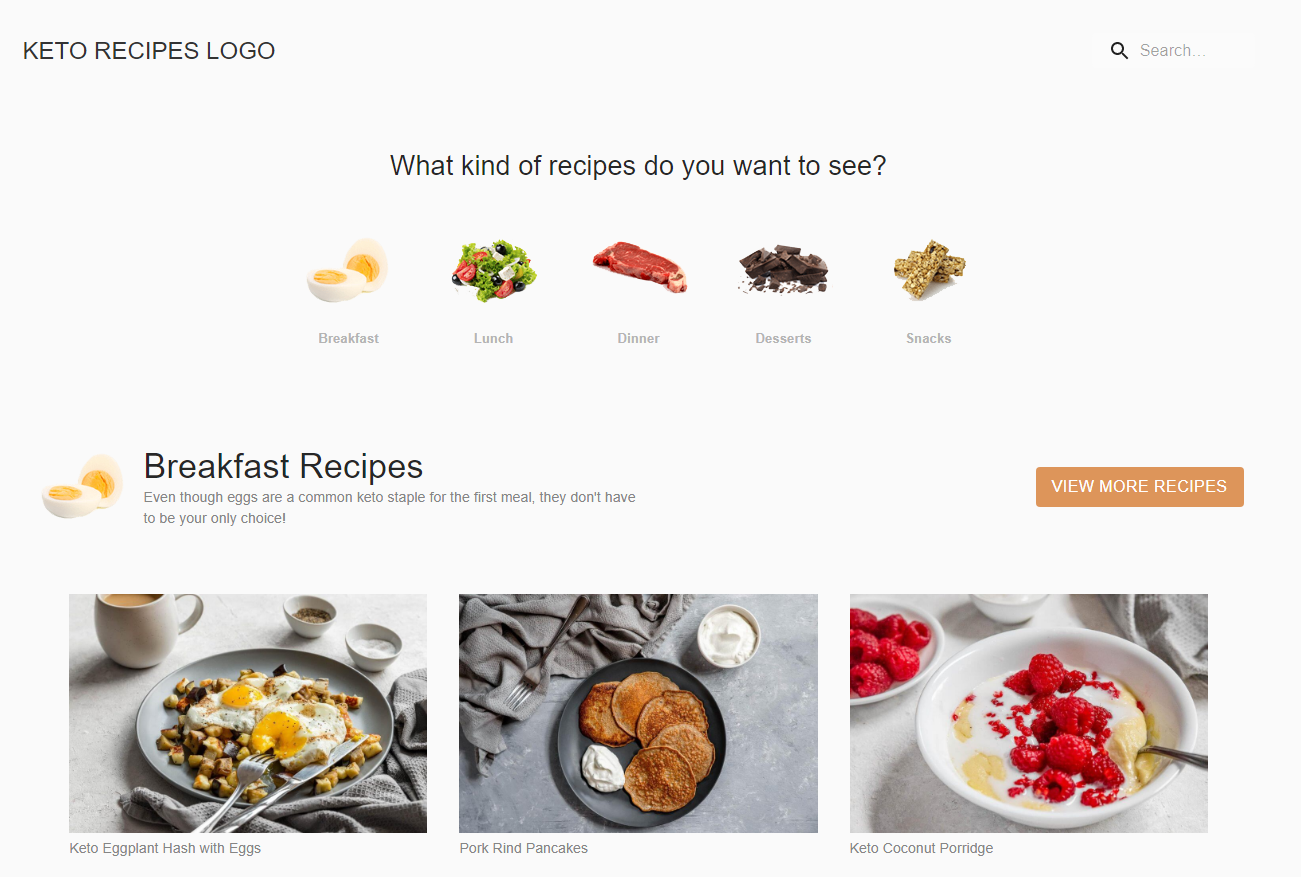 KETO RECIPES LOGO
Search...
What kind of recipes do you want to see?
Breakfast
Lunch
Dinner
Desserts
Snacks
Breakfast Recipes
Even though eggs are a common keto staple for the first meal, they don't have
to be your only choice!
VIEW MORE RECIPES
Keto Eggplant Hash with Eggs
Pork Rind Pancakes
Keto Coconut Porridge